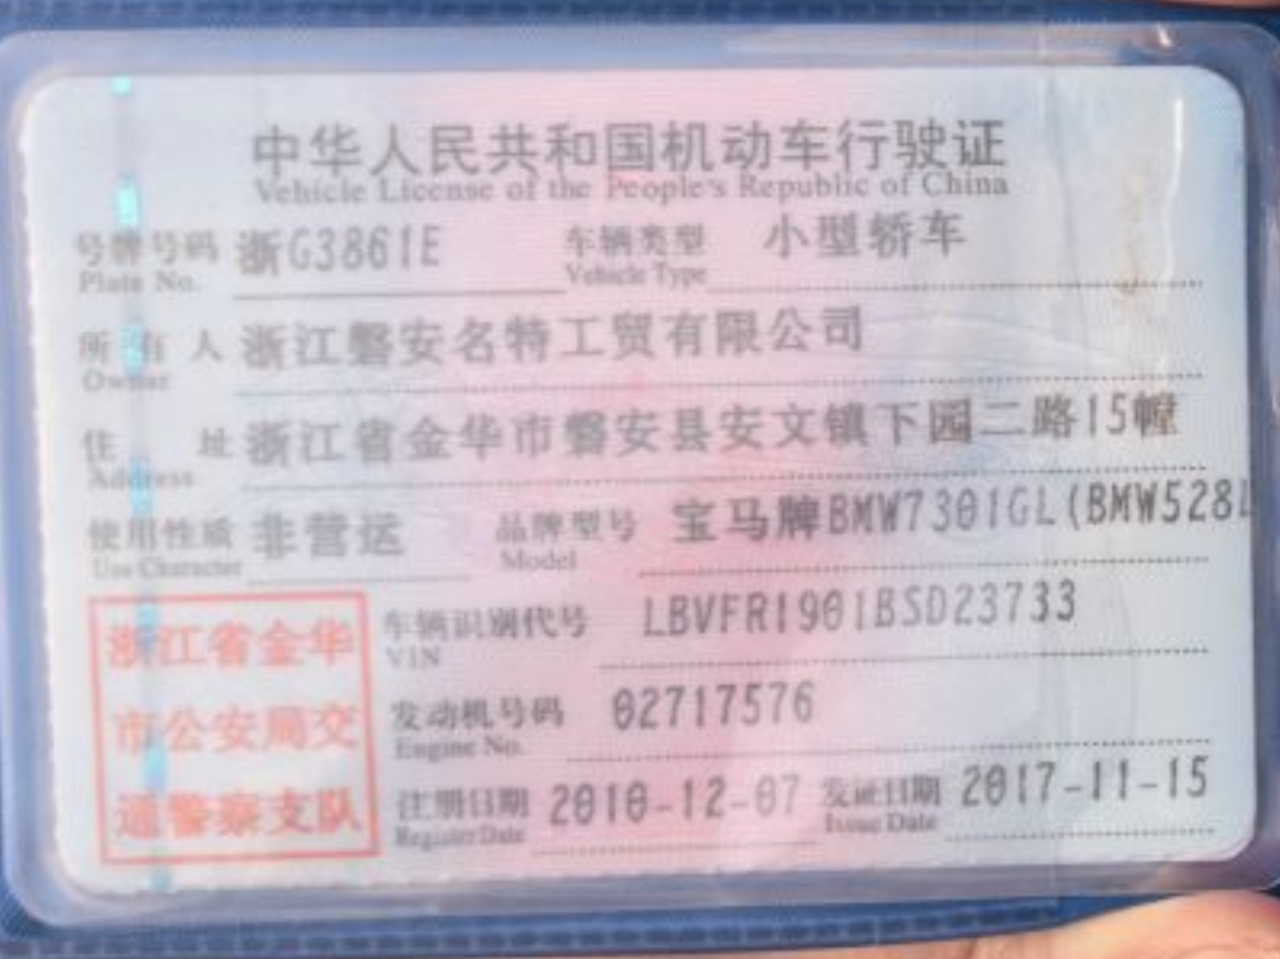 中华人民共和国机动车行驶证
Vehicle License of the People's Republic of China
号牌号码 浙G3861E 车辆类型 小型轿车
Plate No. Vehicle Type
所有人 浙江磐安名特工贸有限公司
Owner
住址 浙江省金华市磐安县安文镇下园二路15幢
Address
使用性质 非营运 品牌型号 宝马牌BMW7301GL(BMW528L
Use Character Model
车辆识别代号 LBVFR1901BSD23733
VIN
发动机号码 02717576
Engine No.
注册日期 2010-12-07 发证日期 2017-11-15
Register Date Issue Date
浙江省金华
市公安局交
通警察支队